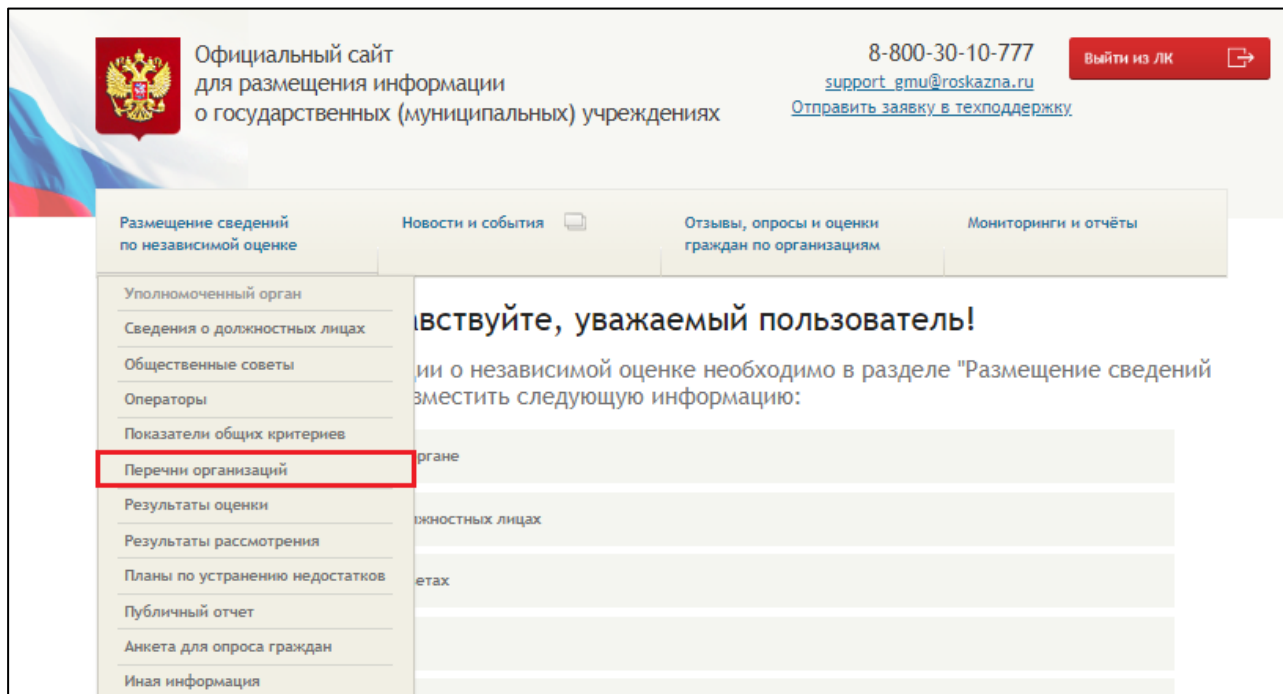 Официальный сайт
для размещения информации
о государственных (муниципальных) учреждениях
8-800-30-10-777
support_gmu@roskazna.ru
Отправить заявку в техподдержку
Выйти из ЛК
Размещение сведений
по независимой оценке
Новости и события
Отзывы, опросы и оценки
граждан по организациям
Мониторинги и отчёты
Уполномоченный орган
Сведения о должностных лицах
Общественные советы
Операторы
Показатели общих критериев
Перечни организаций
Результаты оценки
Результаты рассмотрения
Планы по устранению недостатков
Публичный отчет
Анкета для опроса граждан
Иная информация
вствуйте, уважаемый пользователь!
ции о независимой оценке необходимо в разделе "Размещение сведений
зместить следующую информацию:
ргане
лжностных лицах
етах